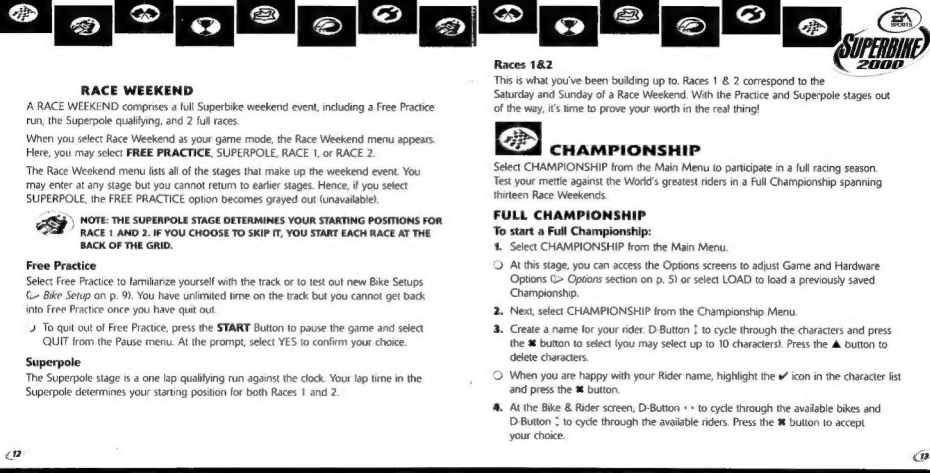 RACE WEEKEND
A RACE WEEKEND comprises a full Superbike weekend event, including a Free Practice
run, the Superpole qualifying, and 2 full races.
When you select Race Weekend as your game mode, the Race Weekend menu appears.
Here, you may select FREE PRACTICE, SUPERPOLE, RACE 1, or RACE 2.
The Race Weekend menu lists all of the stages that make up the weekend event. You
may enter at any stage but you cannot return to earlier stages. Hence, if you select
SUPERPOLE, the FREE PRACTICE option becomes grayed out (unavailable).
NOTE: THE SUPERPOLE STAGE DETERMINES YOUR STARTING POSITIONS FOR
RACE 1 AND 2. IF YOU CHOOSE TO SKIP IT, YOU START EACH RACE AT THE
BACK OF THE GRID.
Free Practice
Select Free Practice to familiarize yourself with the track or to test out new Bike Setups
(▷ Bike Setup on p. 9). You have unlimited time on the track but you cannot get back
into Free Practice once you have quit out.
❍ To quit out of Free Practice, press the START Button to pause the game and select
QUIT from the Pause menu. At the prompt, select YES to confirm your choice.
Superpole
The Superpole stage is a one lap qualifying run against the clock. Your lap time in the
Superpole determines your starting position for both Races 1 and 2.
12
EA
SPORTS
SUPERBIKE
2000
Races 1&2
This is what you've been building up to. Races 1 & 2 correspond to the
Saturday and Sunday of a Race Weekend. With the Practice and Superpole stages out
of the way, it's time to prove your worth in the real thing!
CHAMPIONSHIP
Select CHAMPIONSHIP from the Main Menu to participate in a full racing season.
Test your mettle against the World's greatest riders in a Full Championship spanning
thirteen Race Weekends.
FULL CHAMPIONSHIP
To start a Full Championship:
1. Select CHAMPIONSHIP from the Main Menu.
❍ At this stage, you can access the Options screens to adjust Game and Hardware
Options (▷ Options section on p. 5) or select LOAD to load a previously saved
Championship.
2. Next, select CHAMPIONSHIP from the Championship Menu.
3. Create a name for your rider. D-Button ↕ to cycle through the characters and press
the ✖ button to select (you may select up to 10 characters). Press the ▲ button to
delete characters.
❍ When you are happy with your Rider name, highlight the ✔ icon in the character list
and press the ✖ button.
4. At the Bike & Rider screen, D-Button ↔ to cycle through the available bikes and
D-Button ↕ to cycle through the available riders. Press the ✖ button to accept
your choice.
13